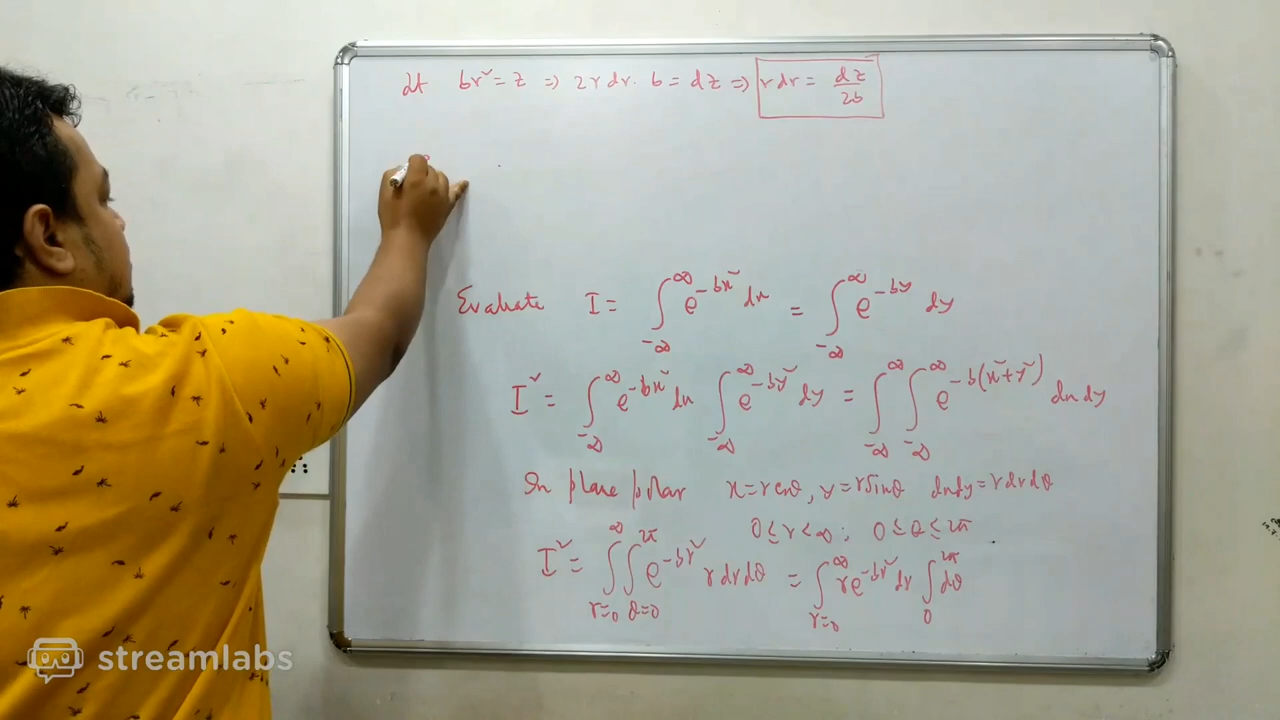 Let br² = z ⇒ 2r dr. b = dz ⇒ r dr = dz/2b
Evaluate I = ∫_{-∞}^{∞} e^{-bx²} dx = ∫_{-∞}^{∞} e^{-by} dy
I² = ∫_{-∞}^{∞} e^{-bx²} dx ∫_{-∞}^{∞} e^{-by²} dy = ∫_{-∞}^{∞} ∫_{-∞}^{∞} e^{-b(x²+y²)} dx dy
In plane polar x = r cosθ, y = r sinθ dx dy = r dr dθ
0 ≤ r < ∞ ; 0 ≤ θ ≤ 2π
I² = ∫_{r=0}^{∞} ∫_{θ=0}^{2π} e^{-br²} r dr dθ = ∫_{r=0}^{∞} r e^{-br²} dr ∫_{0}^{2π} dθ
streamlabs